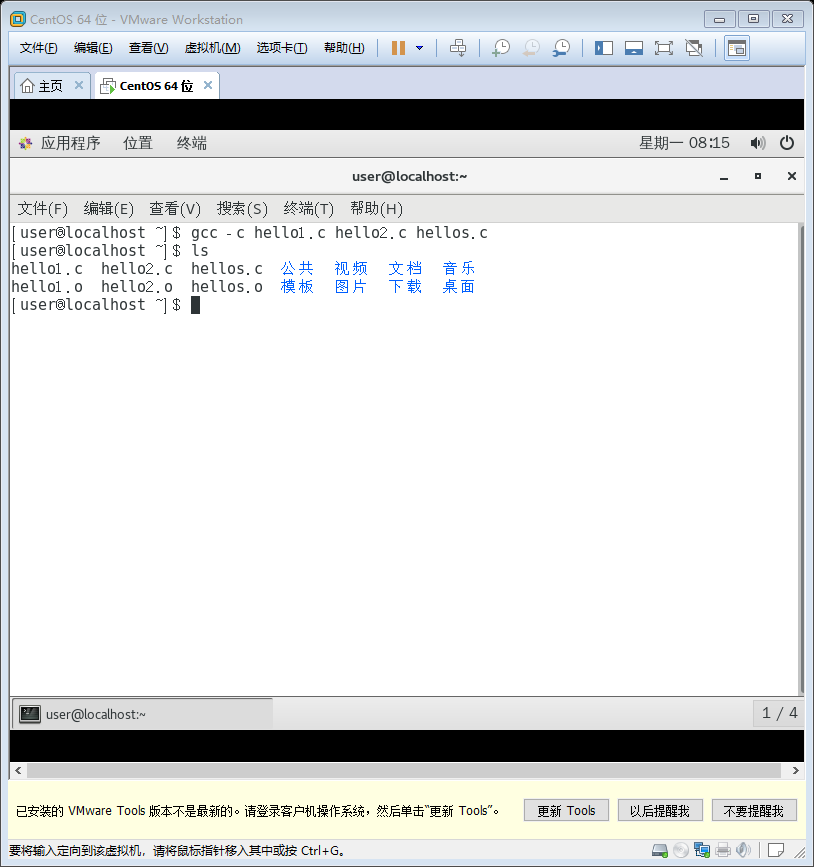 CentOS 64 位 - VMware Workstation
文件(F) 编辑(E) 查看(V) 虚拟机(M) 选项卡(T) 帮助(H)
主页 CentOS 64 位
应用程序 位置 终端 星期一 08:15
user@localhost:~
文件(F) 编辑(E) 查看(V) 搜索(S) 终端(T) 帮助(H)
[user@localhost ~]$ gcc -c hello1.c hello2.c hellos.c
[user@localhost ~]$ ls
hello1.c hello2.c hellos.c 公共 视频 文档 音乐
hello1.o hello2.o hellos.o 模板 图片 下载 桌面
[user@localhost ~]$
user@localhost:~ 1 / 4
已安装的 VMware Tools 版本不是最新的。请登录客户机操作系统，然后单击“更新 Tools”。 更新 Tools 以后提醒我 不要提醒我
要将输入定向到该虚拟机，请将鼠标指针移入其中或按 Ctrl+G。